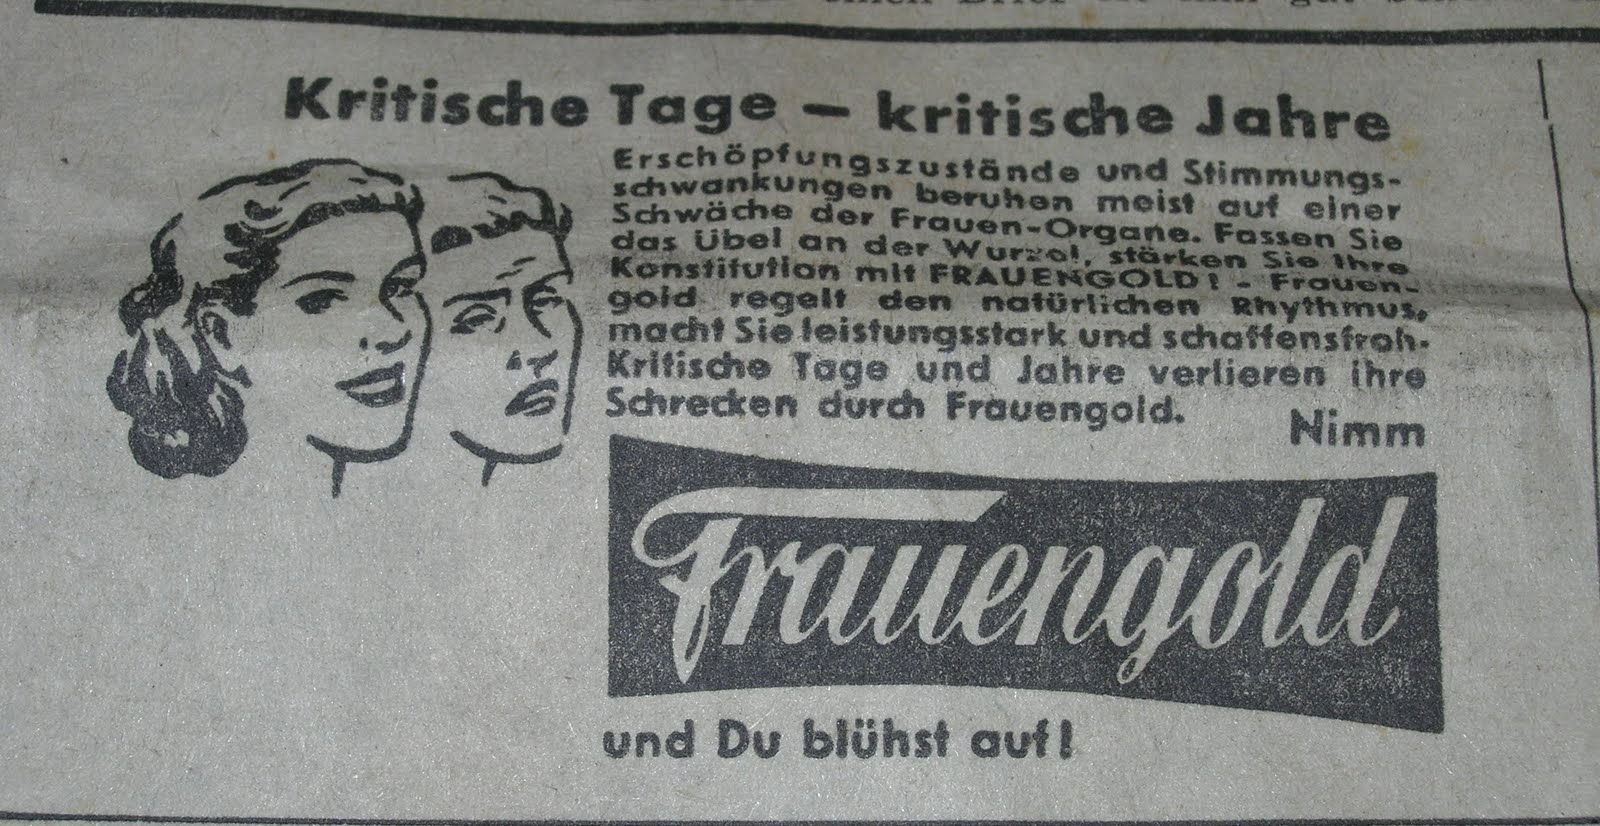 Kritische Tage – kritische Jahre
Erschöpfungszustände und Stimmungs-
schwankungen beruhen meist auf einer
Schwäche der Frauen-Organe. Fassen Sie
das Übel an der Wurzel, stärken Sie Ihre
Konstitution mit FRAUENGOLD! - Frauen-
gold regelt den natürlichen Rhythmus,
macht Sie leistungsstark und schaffensfroh.
Kritische Tage und Jahre verlieren ihre
Schrecken durch Frauengold.
Nimm
Frauengold
und Du blühst auf!